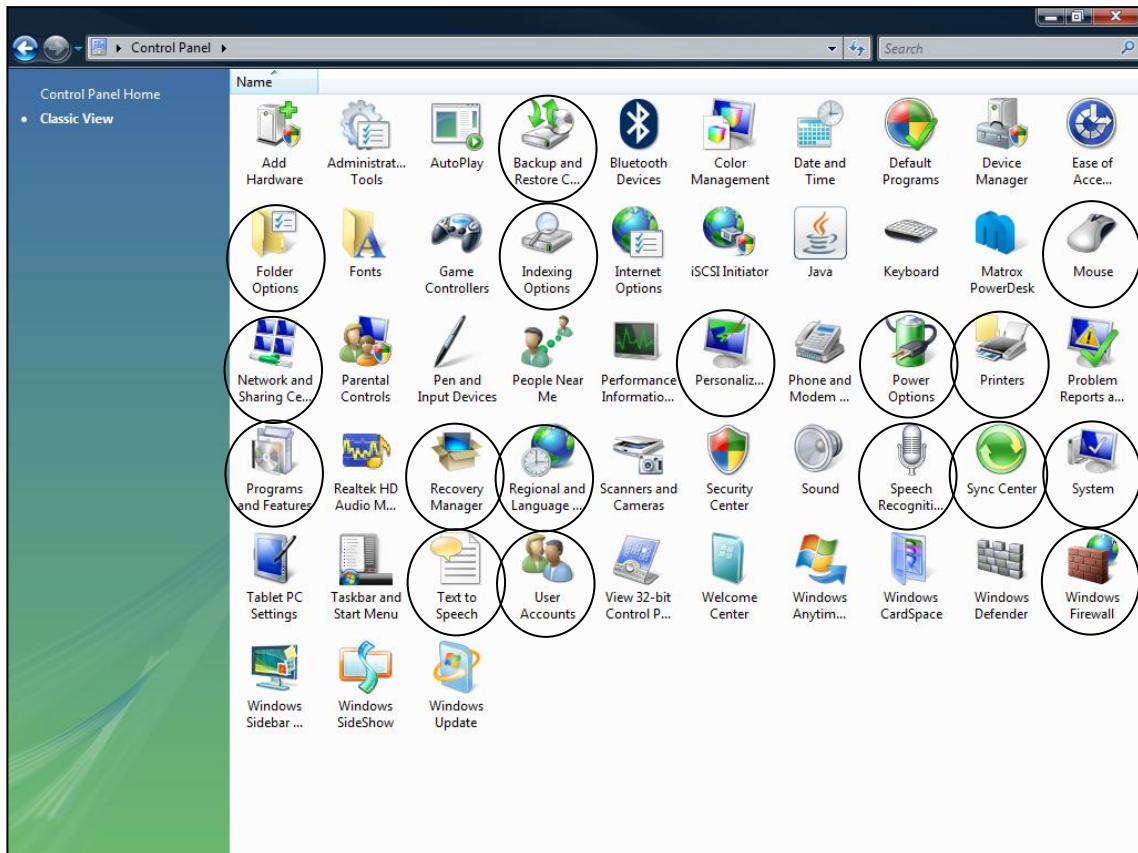 Control Panel
Search
Control Panel Home
Classic View
Name
Add
Hardware
Administrat...
Tools
AutoPlay
Backup and
Restore C...
Bluetooth
Devices
Color
Management
Date and
Time
Default
Programs
Device
Manager
Ease of
Acce...
Folder
Options
Fonts
Game
Controllers
Indexing
Options
Internet
Options
iSCSI Initiator
Java
Keyboard
Matrox
PowerDesk
Mouse
Network and
Sharing Ce...
Parental
Controls
Pen and
Input Devices
People Near
Me
Performance
Informatio...
Personaliz...
Phone and
Modem ...
Power
Options
Printers
Problem
Reports a...
Programs
and Features
Realtek HD
Audio M...
Recovery
Manager
Regional and
Language ...
Scanners and
Cameras
Security
Center
Sound
Speech
Recogniti...
Sync Center
System
Tablet PC
Settings
Taskbar and
Start Menu
Text to
Speech
User
Accounts
View 32-bit
Control P...
Welcome
Center
Windows
Anytim...
Windows
CardSpace
Windows
Defender
Windows
Firewall
Windows
Sidebar ...
Windows
SideShow
Windows
Update